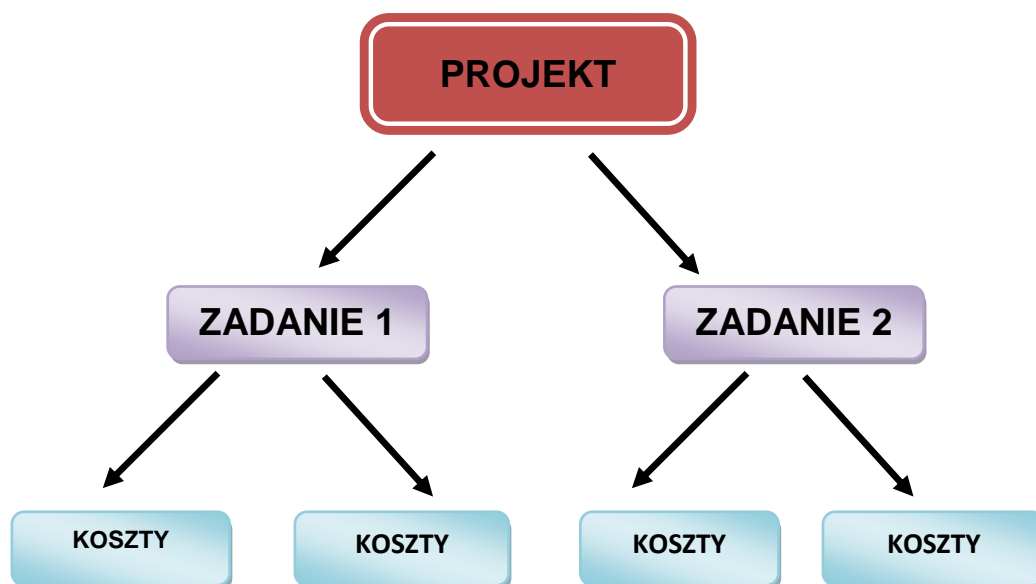 PROJEKT
ZADANIE 1
ZADANIE 2
KOSZTY
KOSZTY
KOSZTY
KOSZTY